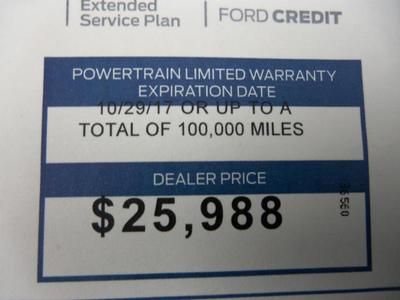 Extended
Service Plan
FORD CREDIT
POWERTRAIN LIMITED WARRANTY
EXPIRATION DATE
10/29/17 OR UP TO A
TOTAL OF 100,000 MILES
DEALER PRICE
$25,988
36560